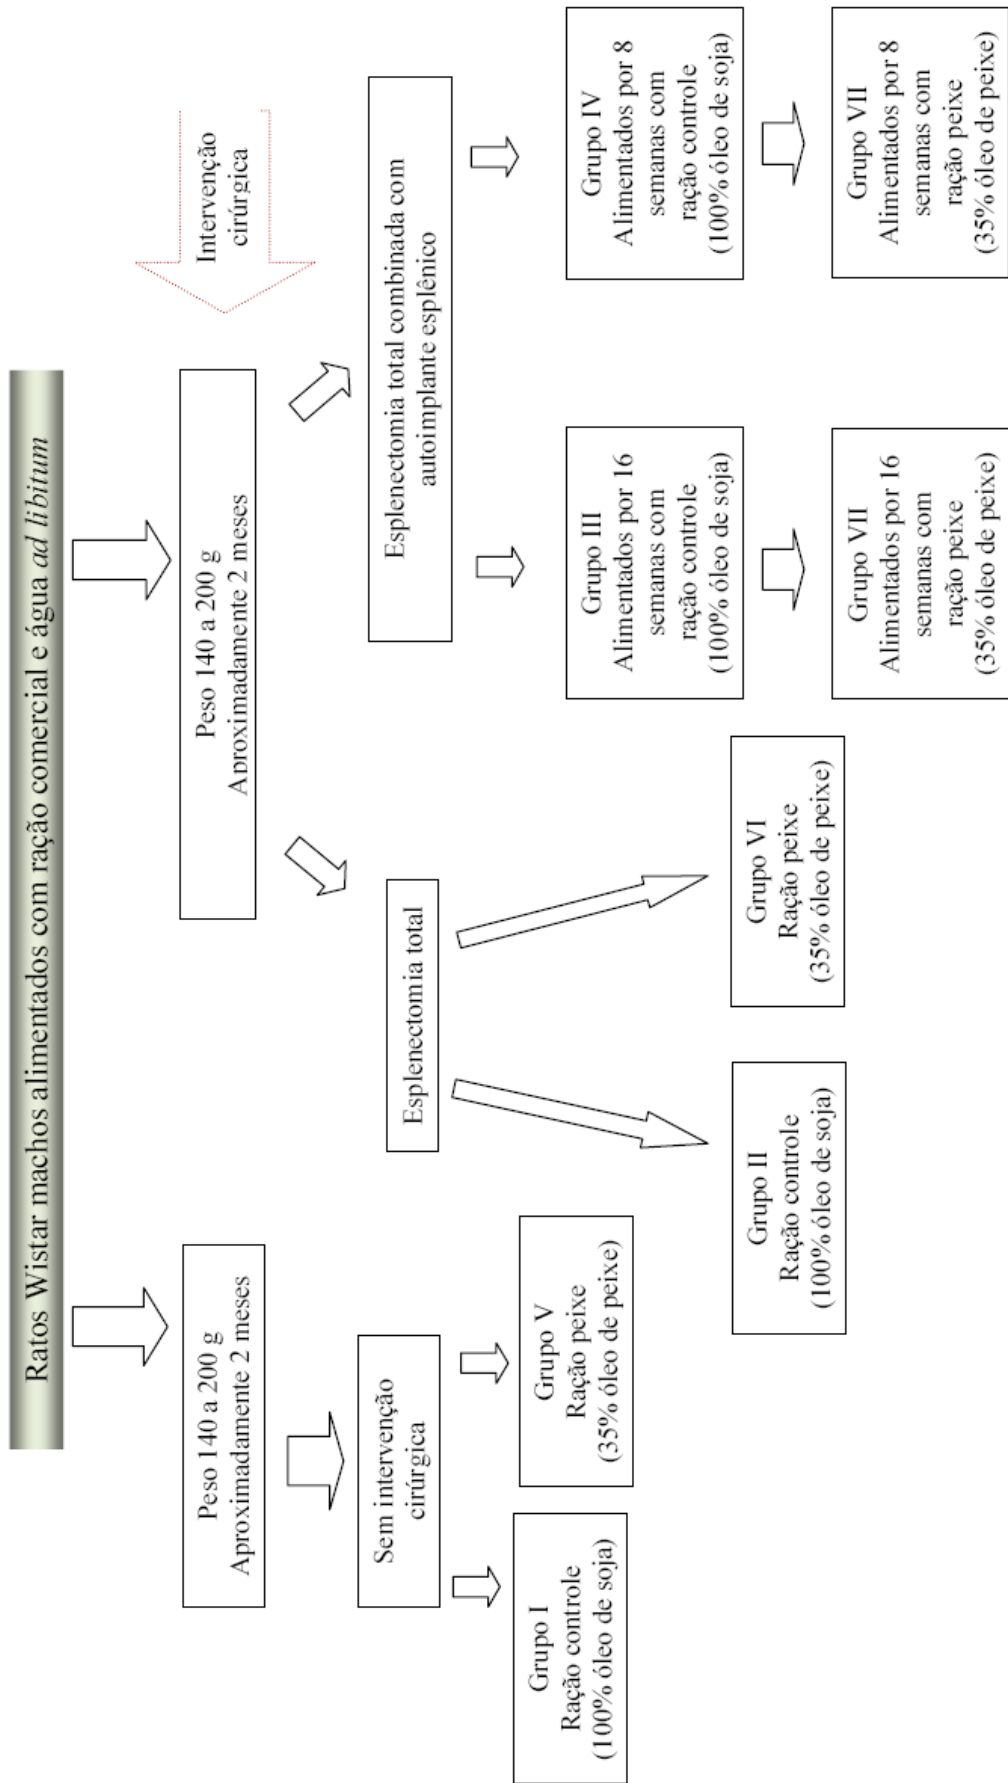 Ratos Wistar machos alimentados com ração comercial e água ad libitum
Peso 140 a 200 g
Aproximadamente 2 meses
Peso 140 a 200 g
Aproximadamente 2 meses
Intervenção
cirúrgica
Sem intervenção
cirúrgica
Esplenectomia total
Esplenectomia total combinada com
autoimplante esplênico
Grupo I
Ração controle
(100% óleo de soja)
Grupo V
Ração peixe
(35% óleo de peixe)
Grupo II
Ração controle
(100% óleo de soja)
Grupo VI
Ração peixe
(35% óleo de peixe)
Grupo III
Alimentados por 16
semanas com
ração controle
(100% óleo de soja)
Grupo IV
Alimentados por 8
semanas com
ração controle
(100% óleo de soja)
Grupo VII
Alimentados por 16
semanas com
ração peixe
(35% óleo de peixe)
Grupo VII
Alimentados por 8
semanas com
ração peixe
(35% óleo de peixe)